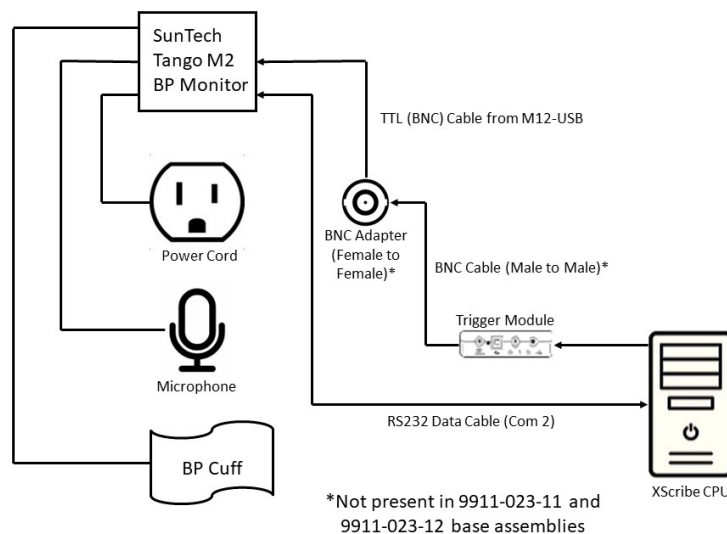 SunTech
Tango M2
BP Monitor
TTL (BNC) Cable from M12-USB
Power Cord
BNC Adapter
(Female to
Female)*
BNC Cable (Male to Male)*
Trigger Module
Microphone
RS232 Data Cable (Com 2)
BP Cuff
XScribe CPU
*Not present in 9911-023-11 and
9911-023-12 base assemblies